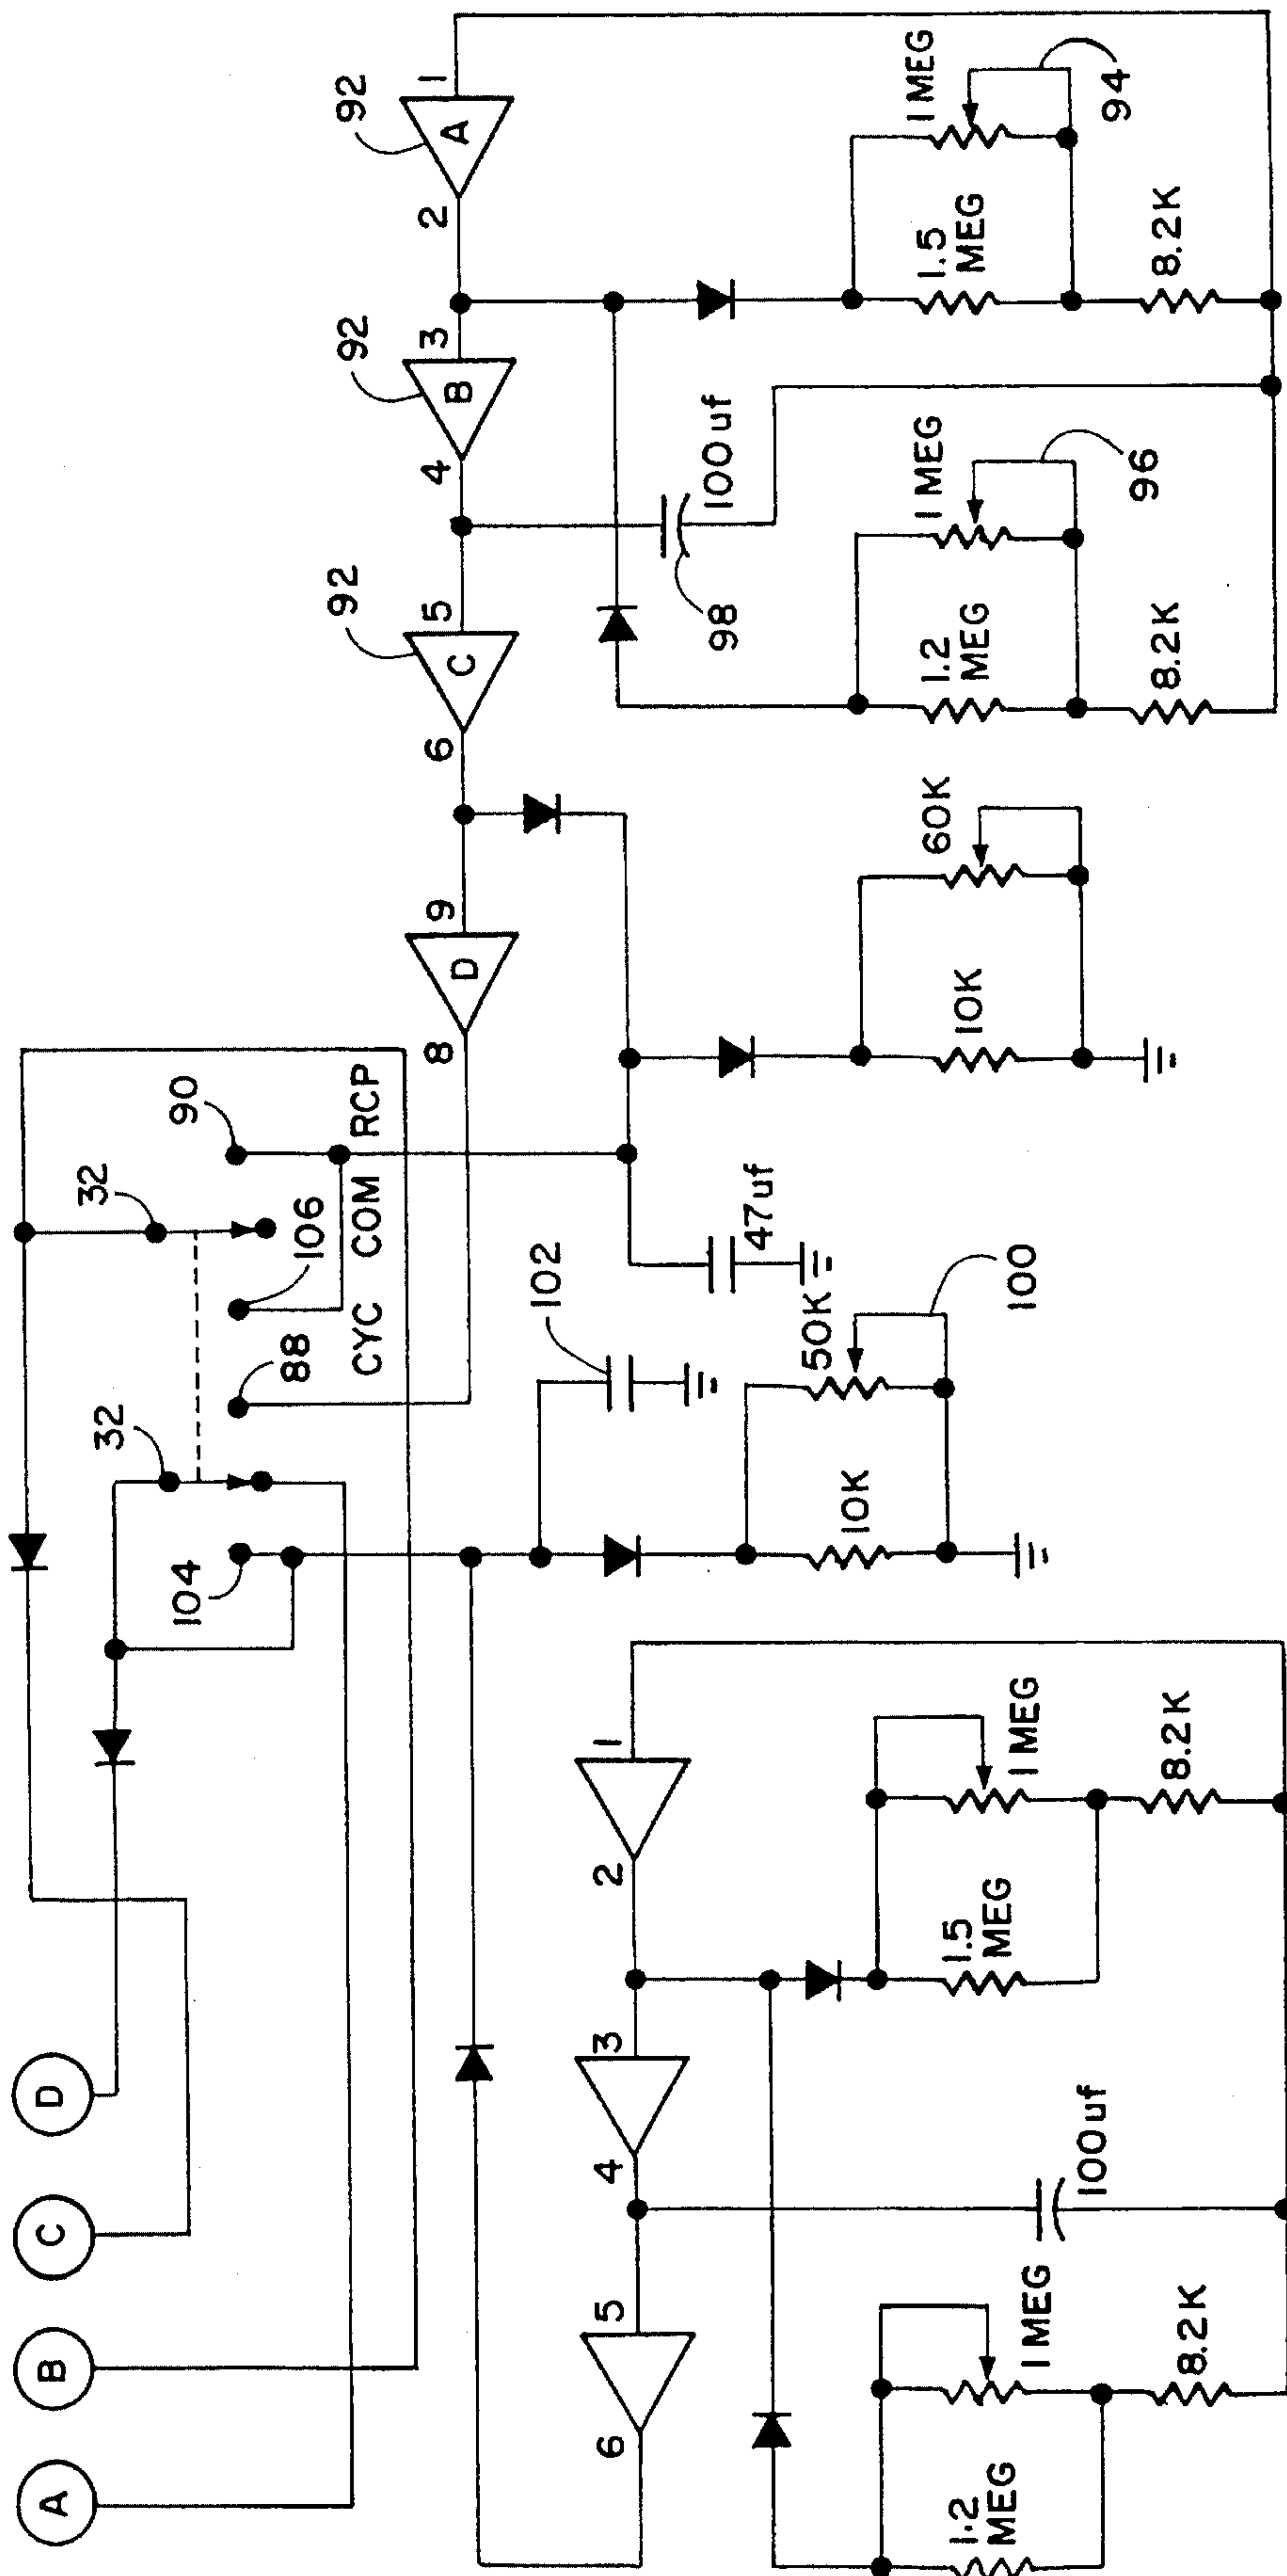 A
B
C
D
32
32
104
88
106
90
CYC COM RCP
102
47uf
50K
10K
100
8
D
9
6
C
5
92
4
B
3
92
2
A
1
92
60K
10K
98
100uf
1 MEG
1.2
MEG
8.2K
96
1 MEG
1.5
MEG
8.2K
94
6
5
4
3
2
1
1 MEG
1.2
MEG
8.2K
100uf
1 MEG
1.5
MEG
8.2K